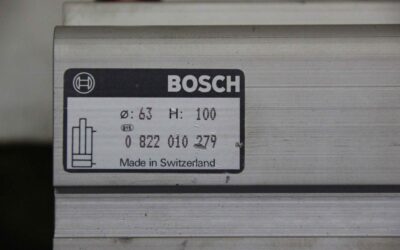 BOSCH
ø: 63 H: 100
0 822 010 279
Made in Switzerland